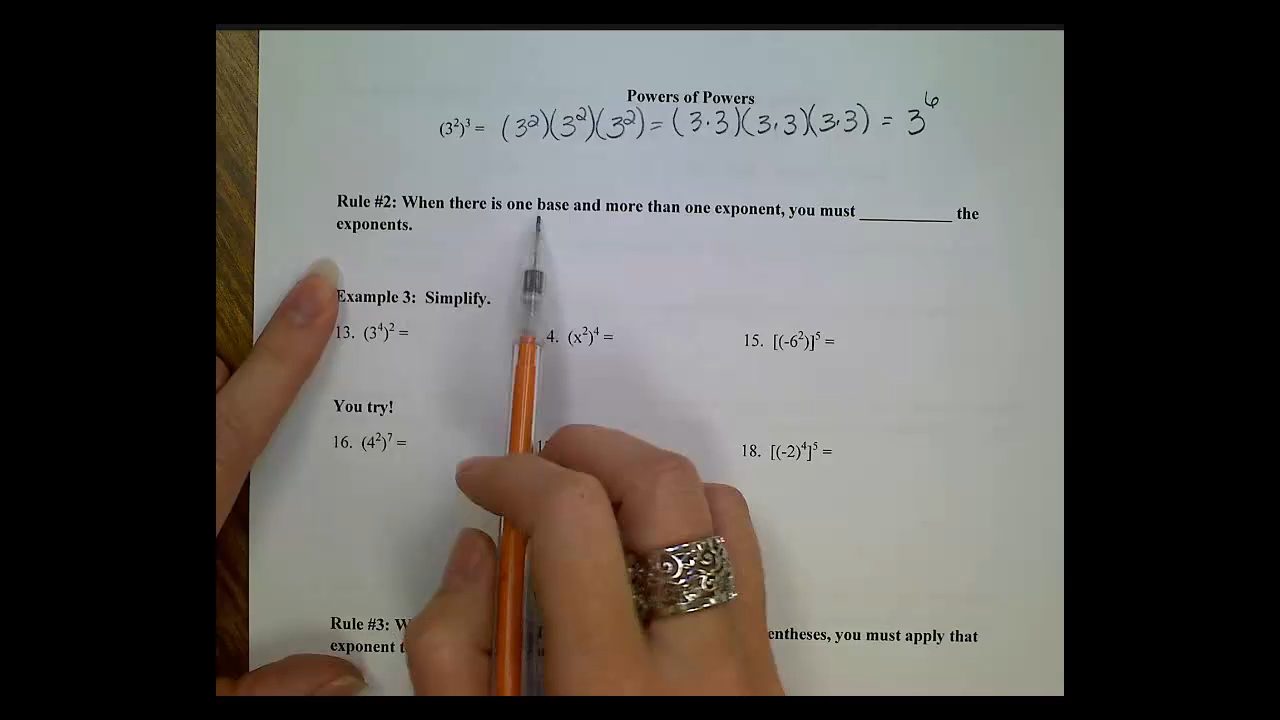 Powers of Powers
(3²)³ = (3²)(3²)(3²) = (3·3)(3·3)(3·3) = 3⁶
Rule #2: When there is one base and more than one exponent, you must __________ the
exponents.
Example 3: Simplify.
13. (3⁴)² = 4. (x²)⁴ = 15. [(-6²)]⁵ =
You try!
16. (4²)⁷ = 18. [(-2)⁴]⁵ =
Rule #3: entheses, you must apply that
exponent